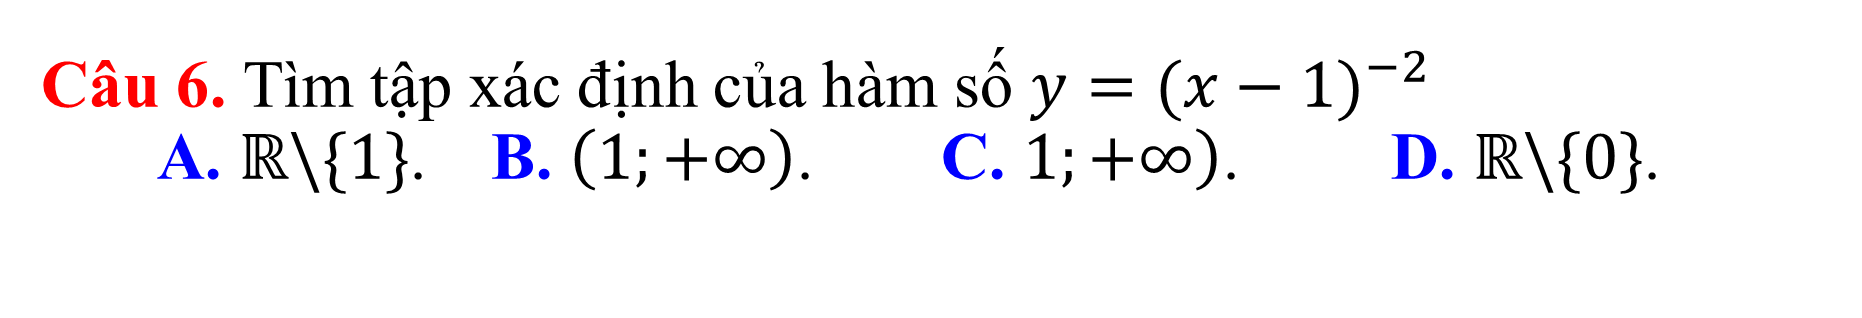 Câu 6. Tìm tập xác định của hàm số y = (x − 1)⁻²
A. ℝ\{1}. B. (1; +∞). C. 1; +∞). D. ℝ\{0}.